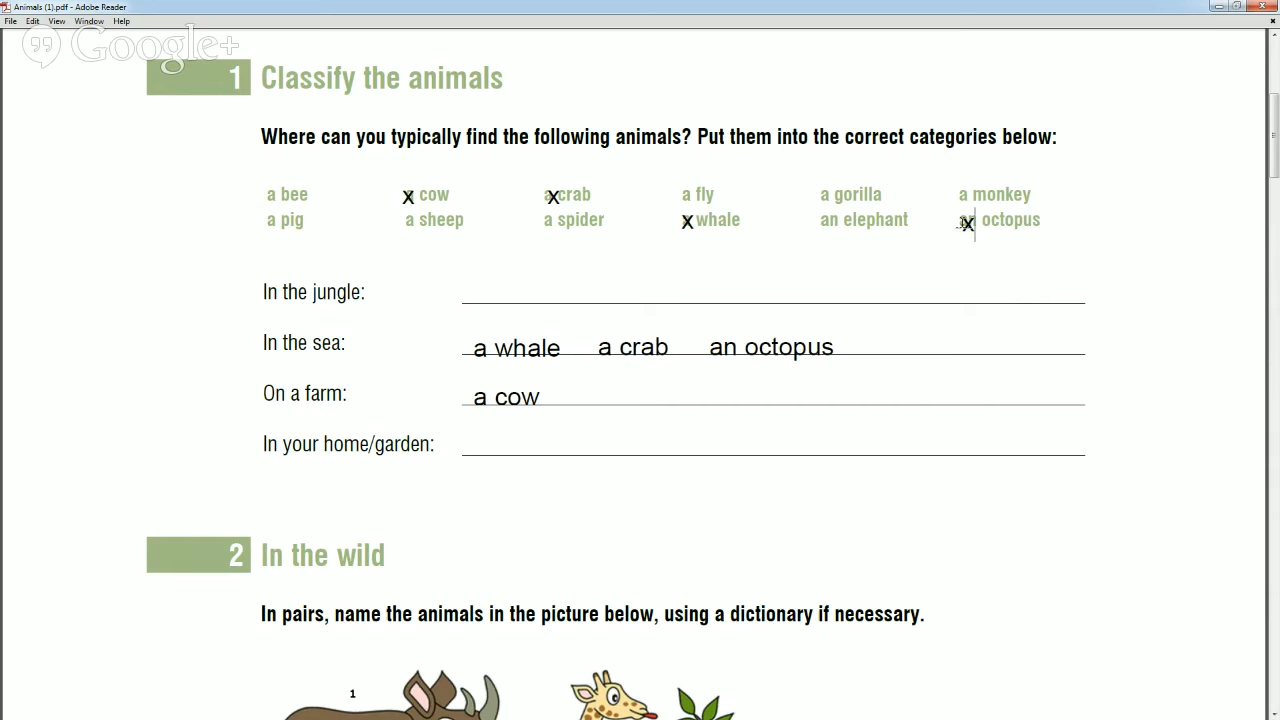 Animals (1).pdf - Adobe Reader
File Edit View Window Help
Google+
1 Classify the animals
Where can you typically find the following animals? Put them into the correct categories below:
a bee x cow x crab a fly a gorilla a monkey
a pig a sheep a spider x whale an elephant x octopus
In the jungle:
In the sea: a whale a crab an octopus
On a farm: a cow
In your home/garden:
2 In the wild
In pairs, name the animals in the picture below, using a dictionary if necessary.
1